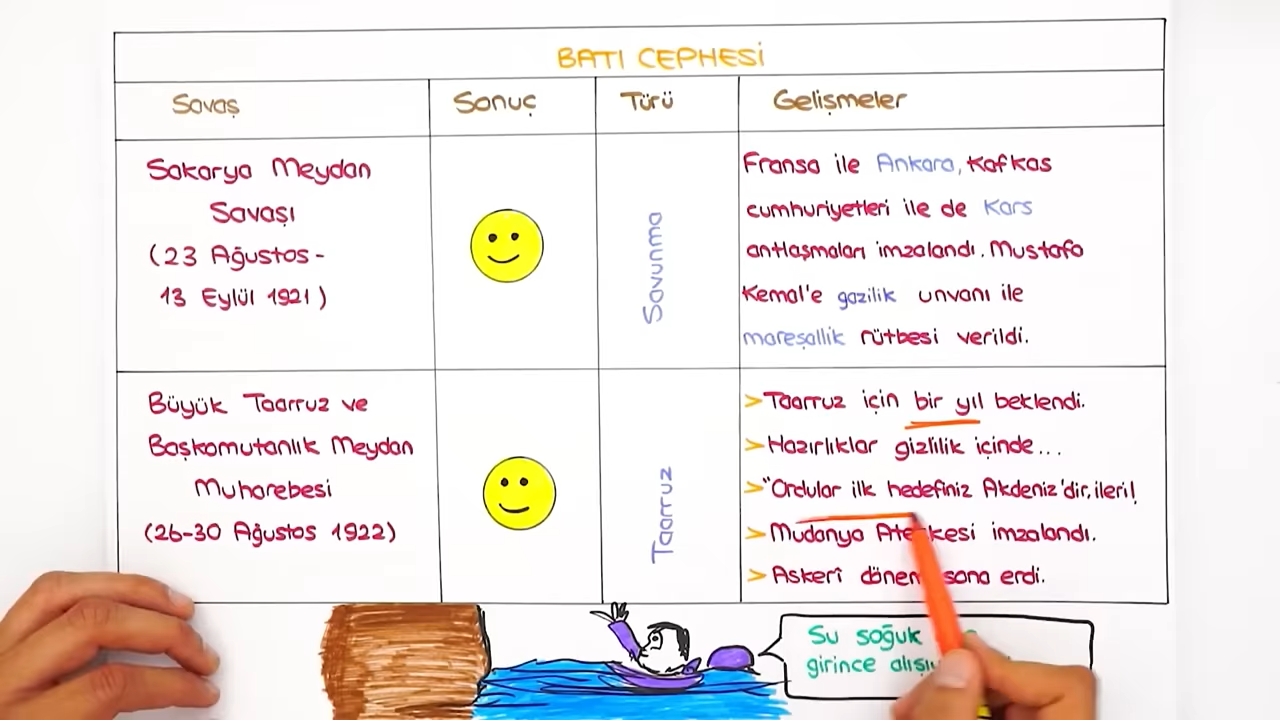 BATI CEPHESİ
Savaş
Sonuç
Türü
Gelişmeler
Sakarya Meydan
Savaşı
(23 Ağustos-
13 Eylül 1921)
Savunma
Fransa ile Ankara, Kafkas
cumhuriyetleri ile de Kars
antlaşmaları imzalandı. Mustafa
Kemal'e gazilik unvanı ile
mareşallik rütbesi verildi.
Büyük Taarruz ve
Başkomutanlık Meydan
Muharebesi
(26-30 Ağustos 1922)
Taarruz
>Taarruz için bir yıl beklendi.
>Hazırlıklar gizlilik içinde...
>"Ordular ilk hedefiniz Akdeniz'dir, ileri!
>Mudanya Ateşkesi imzalandı.
>Askerî dönem sona erdi.
Su soğuk
girince